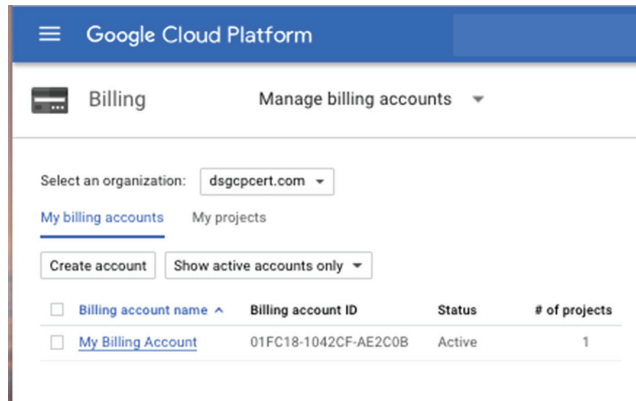 Google Cloud Platform
Billing Manage billing accounts
Select an organization: dsgcpcert.com
My billing accounts My projects
Create account Show active accounts only
Billing account name Billing account ID Status # of projects
My Billing Account 01FC18-1042CF-AE2C0B Active 1